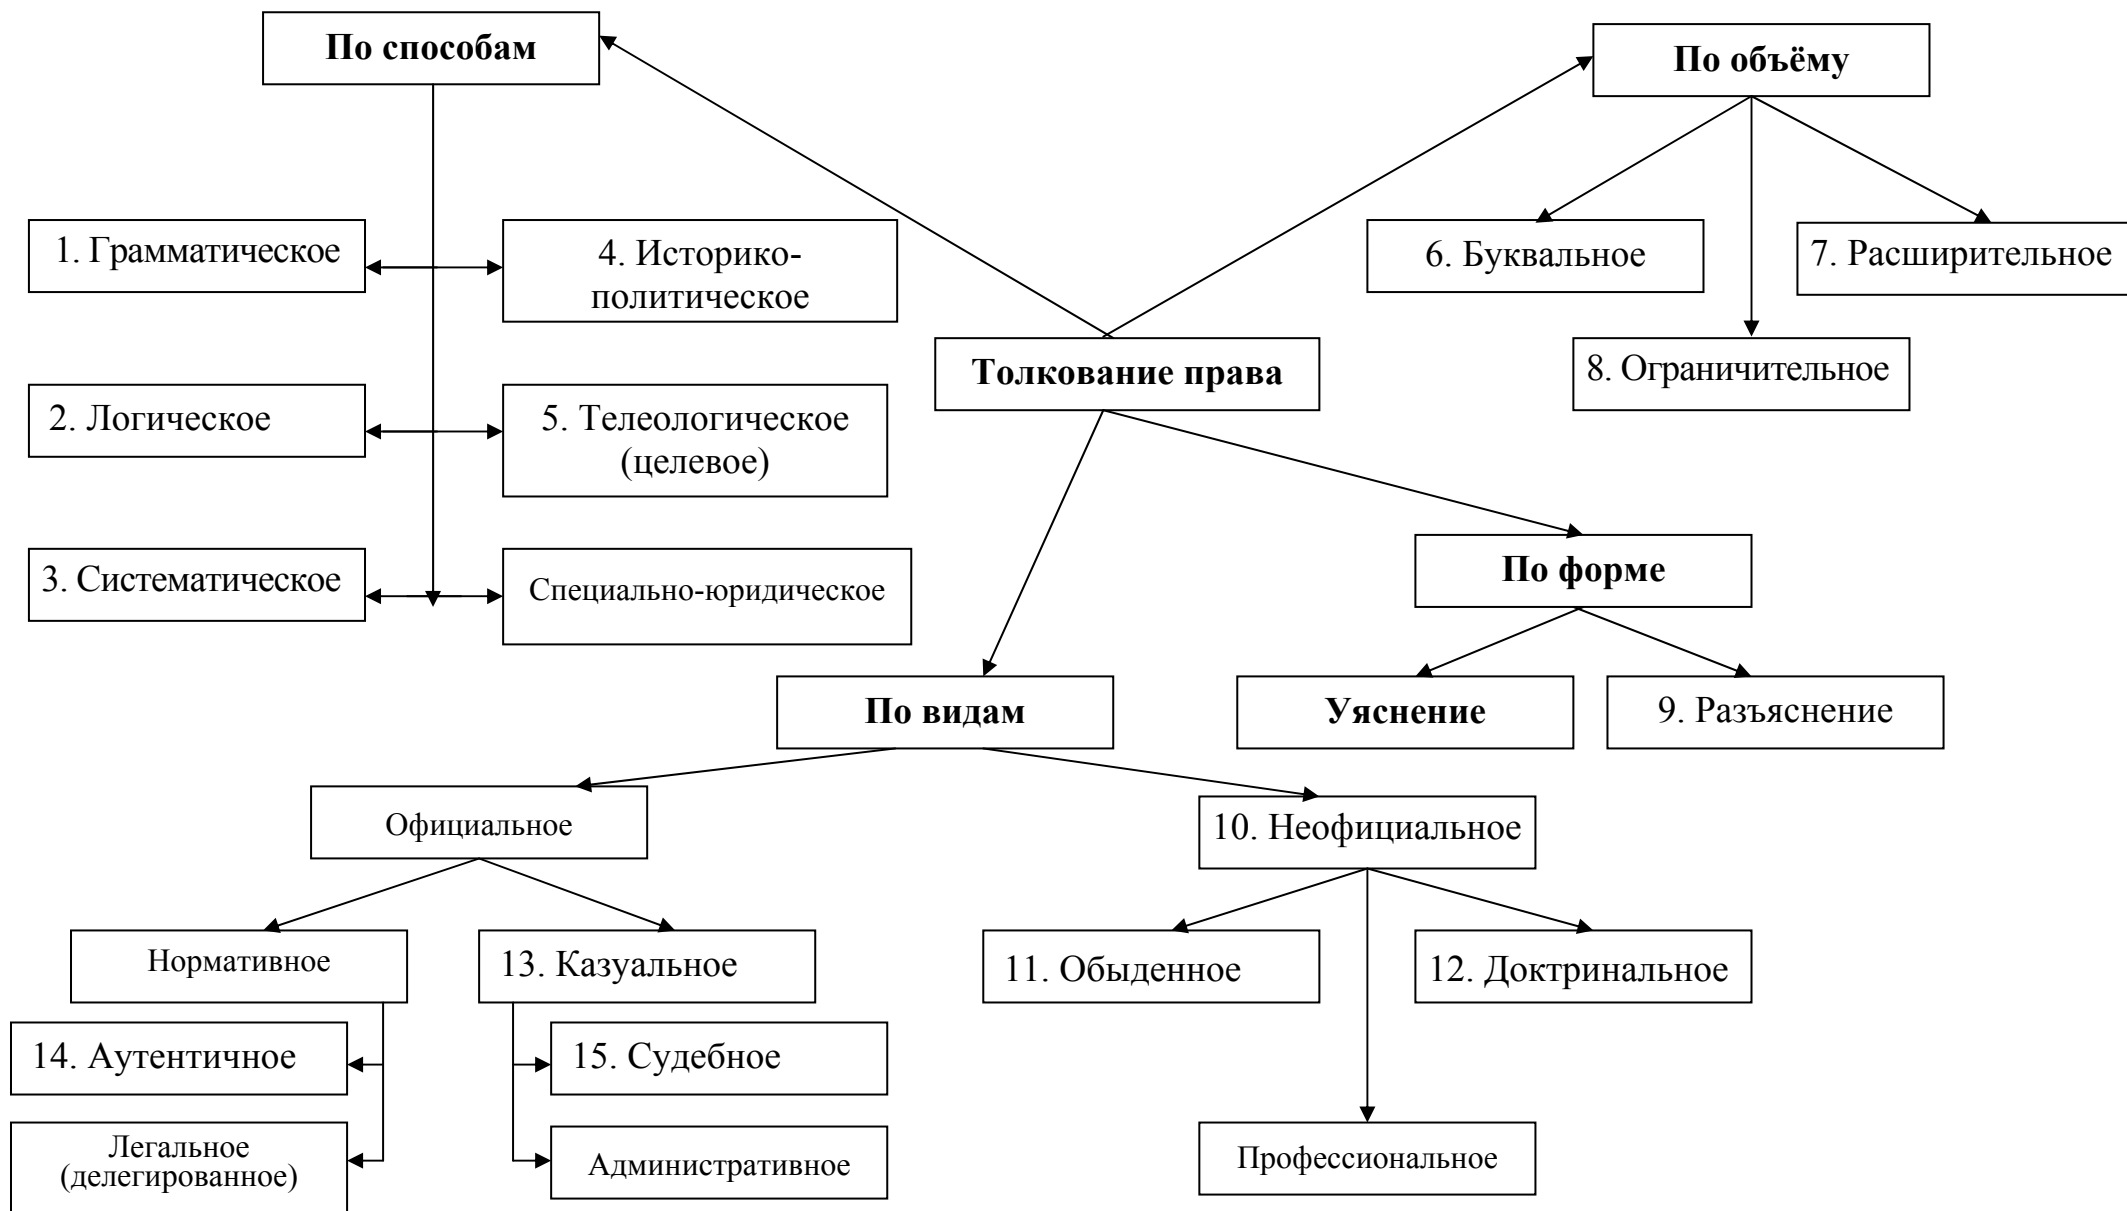 По способам
По объёму
1. Грамматическое
4. Историко-
политическое
6. Буквальное
7. Расширительное
Толкование права
8. Ограничительное
2. Логическое
5. Телеологическое
(целевое)
3. Систематическое
Специально-юридическое
По форме
По видам
Уяснение
9. Разъяснение
Официальное
10. Неофициальное
Нормативное
13. Казуальное
11. Обыденное
12. Доктринальное
14. Аутентичное
15. Судебное
Легальное
(делегированное)
Административное
Профессиональное